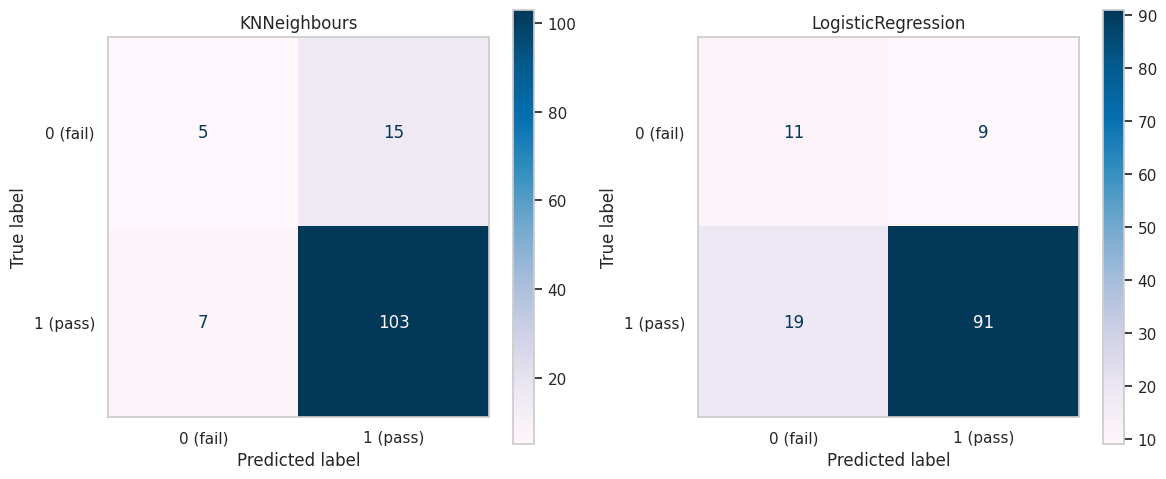 KNNeighbours
True label
0 (fail)
1 (pass)
5
15
7
103
0 (fail)
1 (pass)
Predicted label
100
80
60
40
20
LogisticRegression
True label
0 (fail)
1 (pass)
11
9
19
91
0 (fail)
1 (pass)
Predicted label
90
80
70
60
50
40
30
20
10